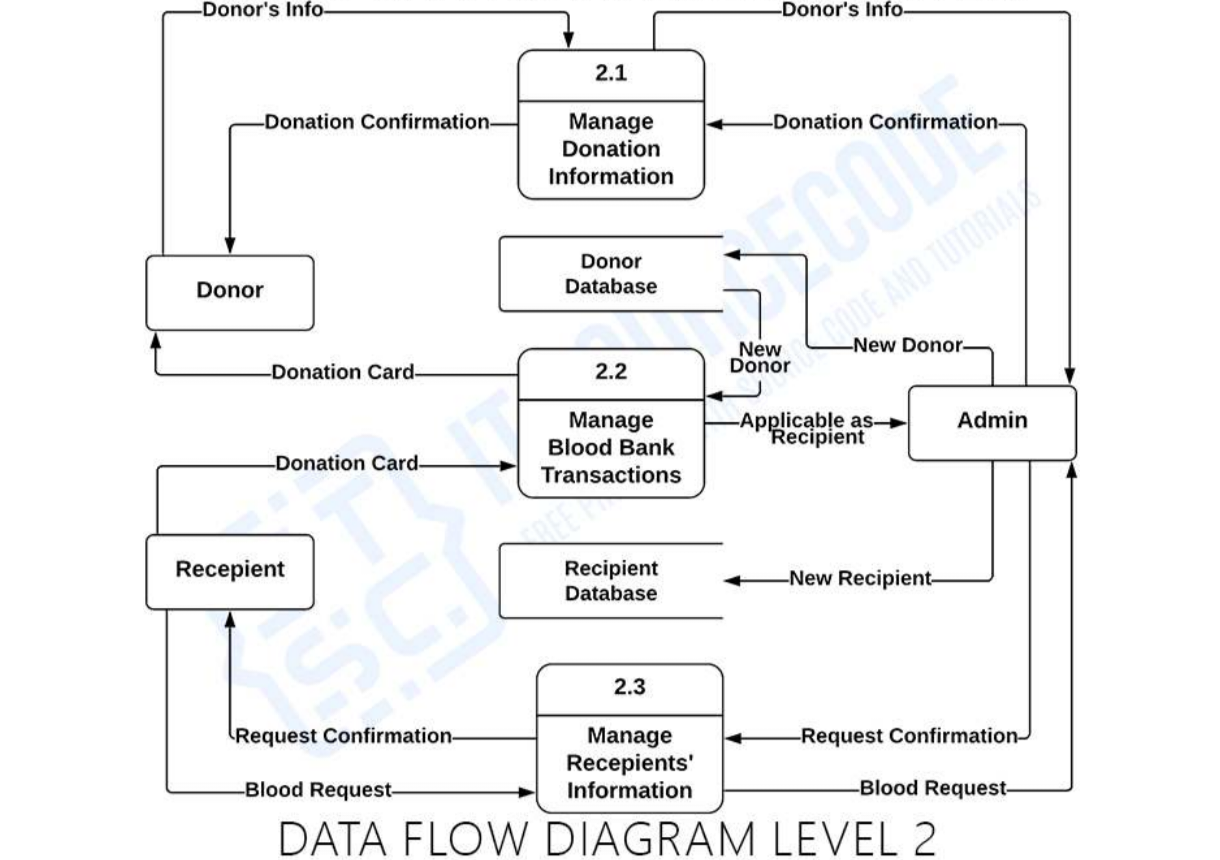 Donor's Info
Donor's Info
2.1
Manage
Donation
Information
Donation Confirmation
Donation Confirmation
Donor
Donor
Database
New Donor
New
Donor
Donation Card
2.2
Manage
Blood Bank
Transactions
Applicable as
Recipient
Admin
Donation Card
Recepient
Recipient
Database
New Recipient
2.3
Manage
Recepients'
Information
Request Confirmation
Request Confirmation
Blood Request
Blood Request
DATA FLOW DIAGRAM LEVEL 2